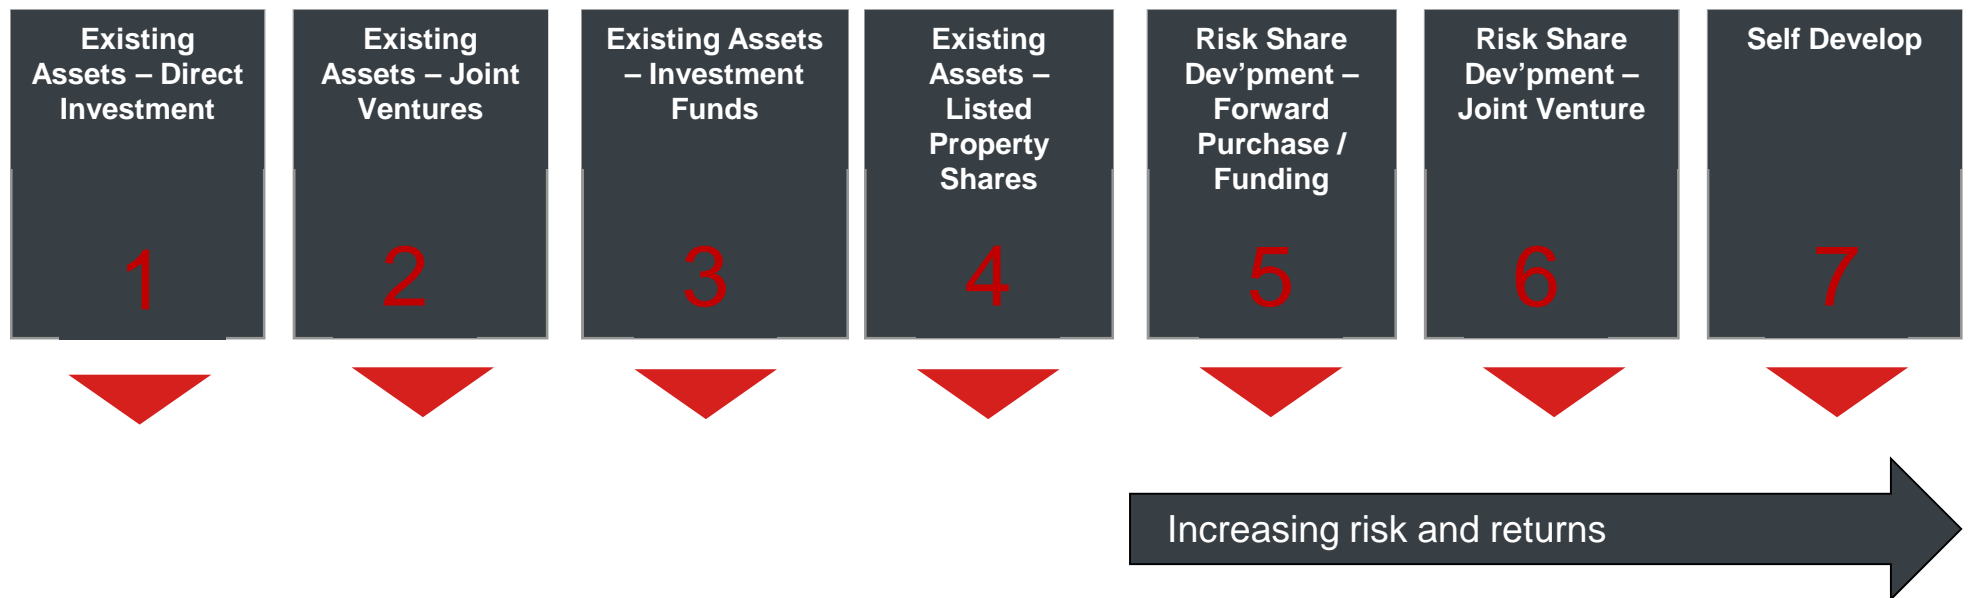 Existing
Assets – Direct
Investment
1
Existing
Assets – Joint
Ventures
2
Existing Assets
– Investment
Funds
3
Existing
Assets –
Listed
Property
Shares
4
Risk Share
Dev’pment –
Forward
Purchase /
Funding
5
Risk Share
Dev’pment –
Joint Venture
6
Self Develop
7
Increasing risk and returns